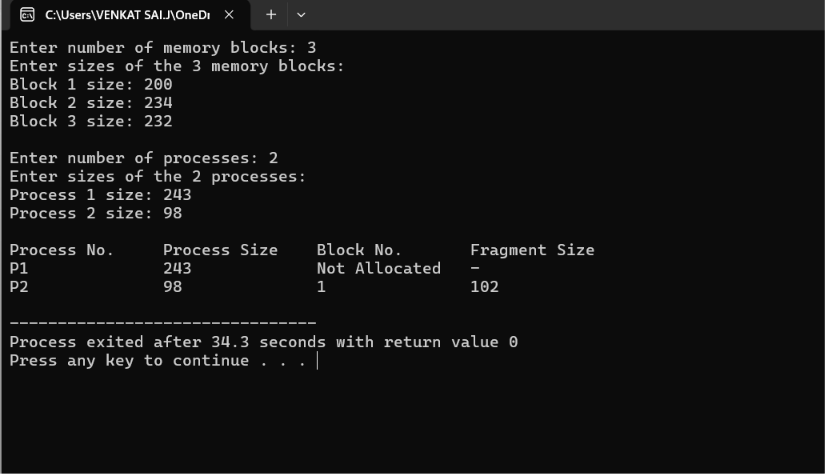 C:\Users\VENKAT SAI.J\OneDr
Enter number of memory blocks: 3
Enter sizes of the 3 memory blocks:
Block 1 size: 200
Block 2 size: 234
Block 3 size: 232
Enter number of processes: 2
Enter sizes of the 2 processes:
Process 1 size: 243
Process 2 size: 98
Process No. Process Size Block No. Fragment Size
P1 243 Not Allocated -
P2 98 1 102
--------------------------------
Process exited after 34.3 seconds with return value 0
Press any key to continue . . .